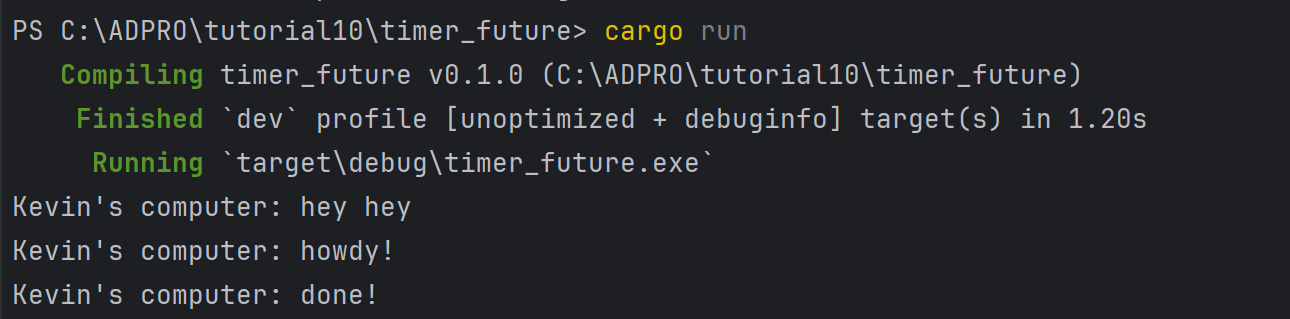 PS C:\ADPRO\tutorial10\timer_future> cargo run
Compiling timer_future v0.1.0 (C:\ADPRO\tutorial10\timer_future)
Finished `dev` profile [unoptimized + debuginfo] target(s) in 1.20s
Running `target\debug\timer_future.exe`
Kevin's computer: hey hey
Kevin's computer: howdy!
Kevin's computer: done!